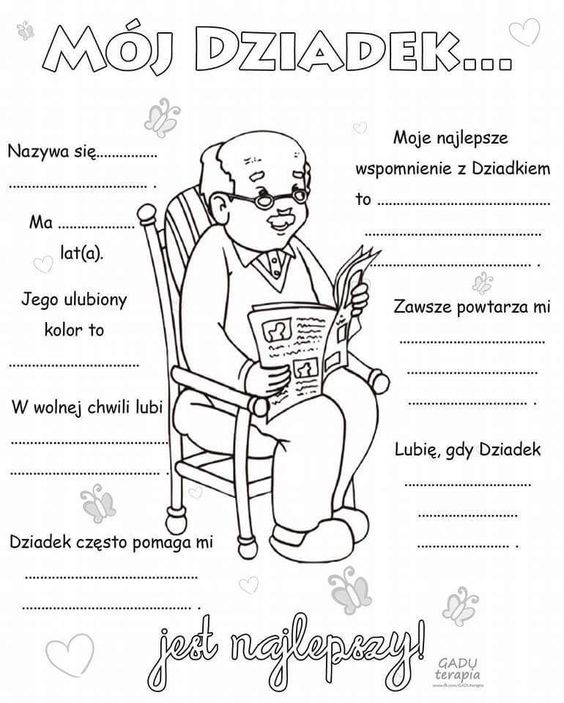 MÓJ DZIADEK...
Nazywa się................
................................... .
Ma ....................
lat(a).
Jego ulubiony
kolor to
..................................
W wolnej chwili lubi
.........................................
......................................... .
Dziadek często pomaga mi
.............................................
........................................... .
Moje najlepsze
wspomnienie z Dziadkiem
to .............................................
..............................................
......................................... .
Zawsze powtarza mi
.......................................
...................................
............................... .
Lubię, gdy Dziadek
.................................
..........................
........................ .
jest najlepszy!
GADU
terapia